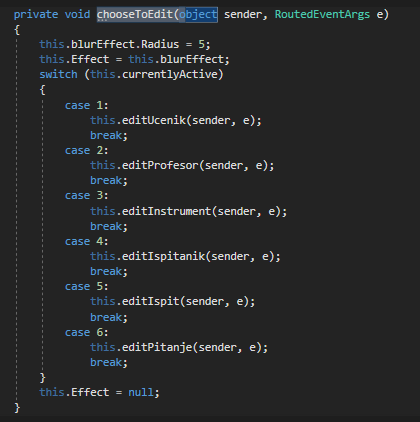 private void chooseToEdit(object sender, RoutedEventArgs e)
{
    this.blurEffect.Radius = 5;
    this.Effect = this.blurEffect;
    switch (this.currentlyActive)
    {
        case 1:
            this.editUcenik(sender, e);
            break;
        case 2:
            this.editProfesor(sender, e);
            break;
        case 3:
            this.editInstrument(sender, e);
            break;
        case 4:
            this.editIspitanik(sender, e);
            break;
        case 5:
            this.editIspit(sender, e);
            break;
        case 6:
            this.editPitanje(sender, e);
            break;
    }
    this.Effect = null;
}